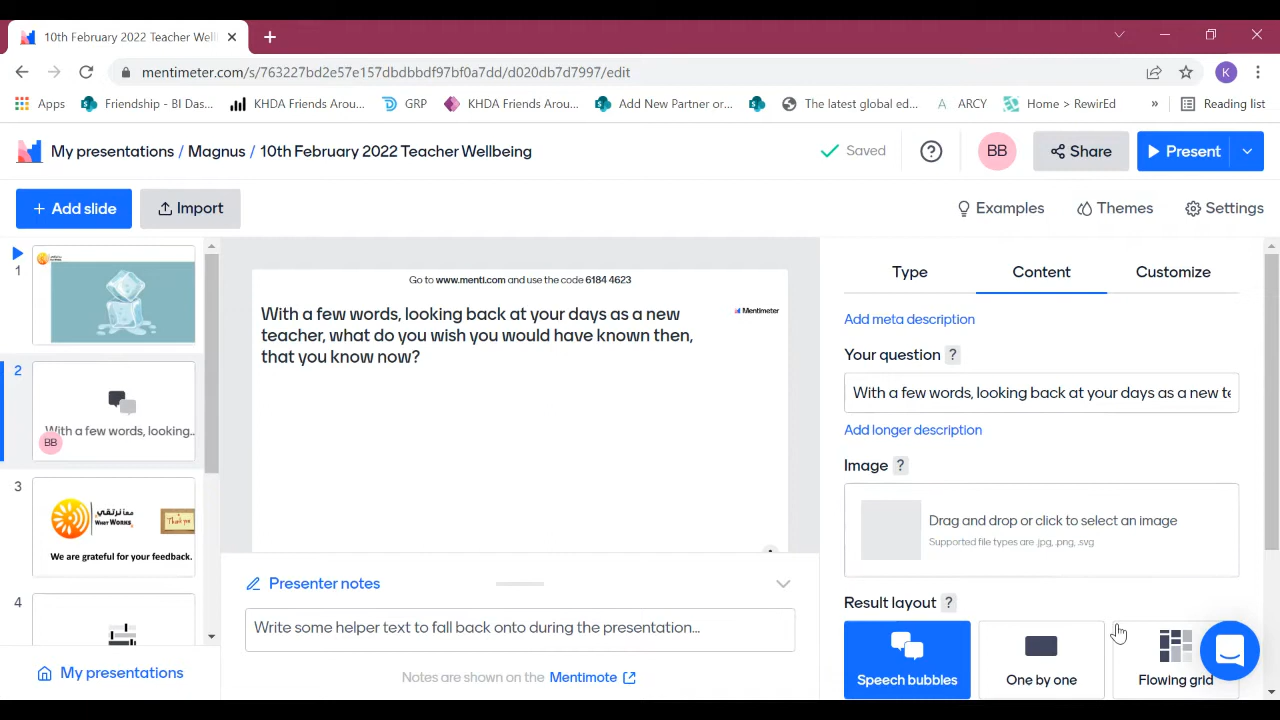 10th February 2022 Teacher Well
mentimeter.com/s/763227bd2e57e157dbdbbdf97bf0a7dd/d020db7d7997/edit
K
Apps
Friendship - BI Das...
KHDA Friends Arou...
GRP
KHDA Friends Arou...
Add New Partner or...
The latest global ed...
ARCY
Home > RewirEd
»
Reading list
My presentations / Magnus / 10th February 2022 Teacher Wellbeing
Saved
BB
Share
Present
+ Add slide
Import
Examples
Themes
Settings
1
2
With a few words, looking...
BB
3
معاً نرتقي
What Works
Thank you
We are grateful for your feedback.
4
My presentations
Go to www.menti.com and use the code 6184 4623
With a few words, looking back at your days as a new
teacher, what do you wish you would have known then,
that you know now?
Mentimeter
Presenter notes
Write some helper text to fall back onto during the presentation...
Notes are shown on the Mentimote
Type
Content
Customize
Add meta description
Your question ?
With a few words, looking back at your days as a new te
Add longer description
Image ?
Drag and drop or click to select an image
Supported file types are .jpg, .png, .svg
Result layout ?
Speech bubbles
One by one
Flowing grid